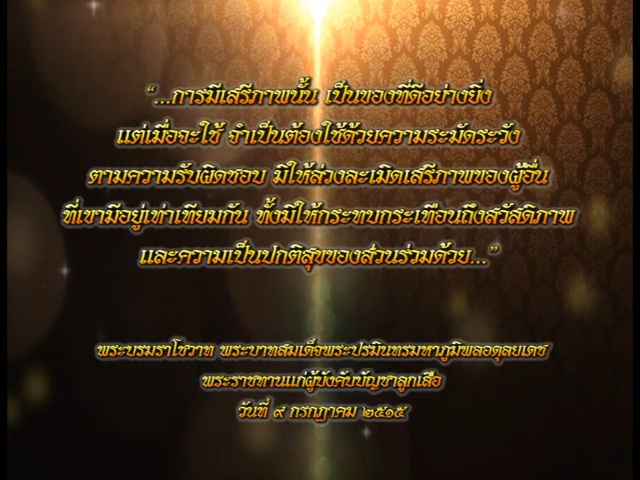 “...การมีเสรีภาพนั้น เป็นของที่ดีอย่างยิ่ง
แต่เมื่อจะใช้ จำเป็นต้องใช้ด้วยความระมัดระวัง
ตามความรับผิดชอบ มิให้ล่วงละเมิดเสรีภาพของผู้อื่น
ที่เขามีอยู่เท่าเทียมกัน ทั้งมิให้กระทบกระเทือนถึงสวัสดิภาพ
และความเป็นปกติสุขของส่วนร่วมด้วย...”
พระบรมราโชวาท พระบาทสมเด็จพระปรมินทรมหาภูมิพลอดุลยเดช
พระราชทานแก่ผู้บังคับบัญชาลูกเสือ
วันที่ ๙ กรกฏาคม ๒๕๑๕